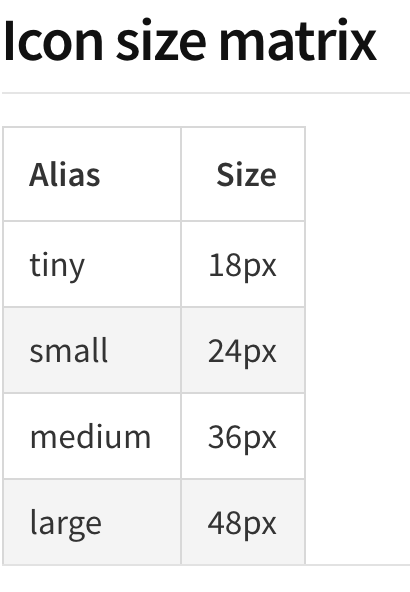 Icon size matrix
Alias Size
tiny 18px
small 24px
medium 36px
large 48px